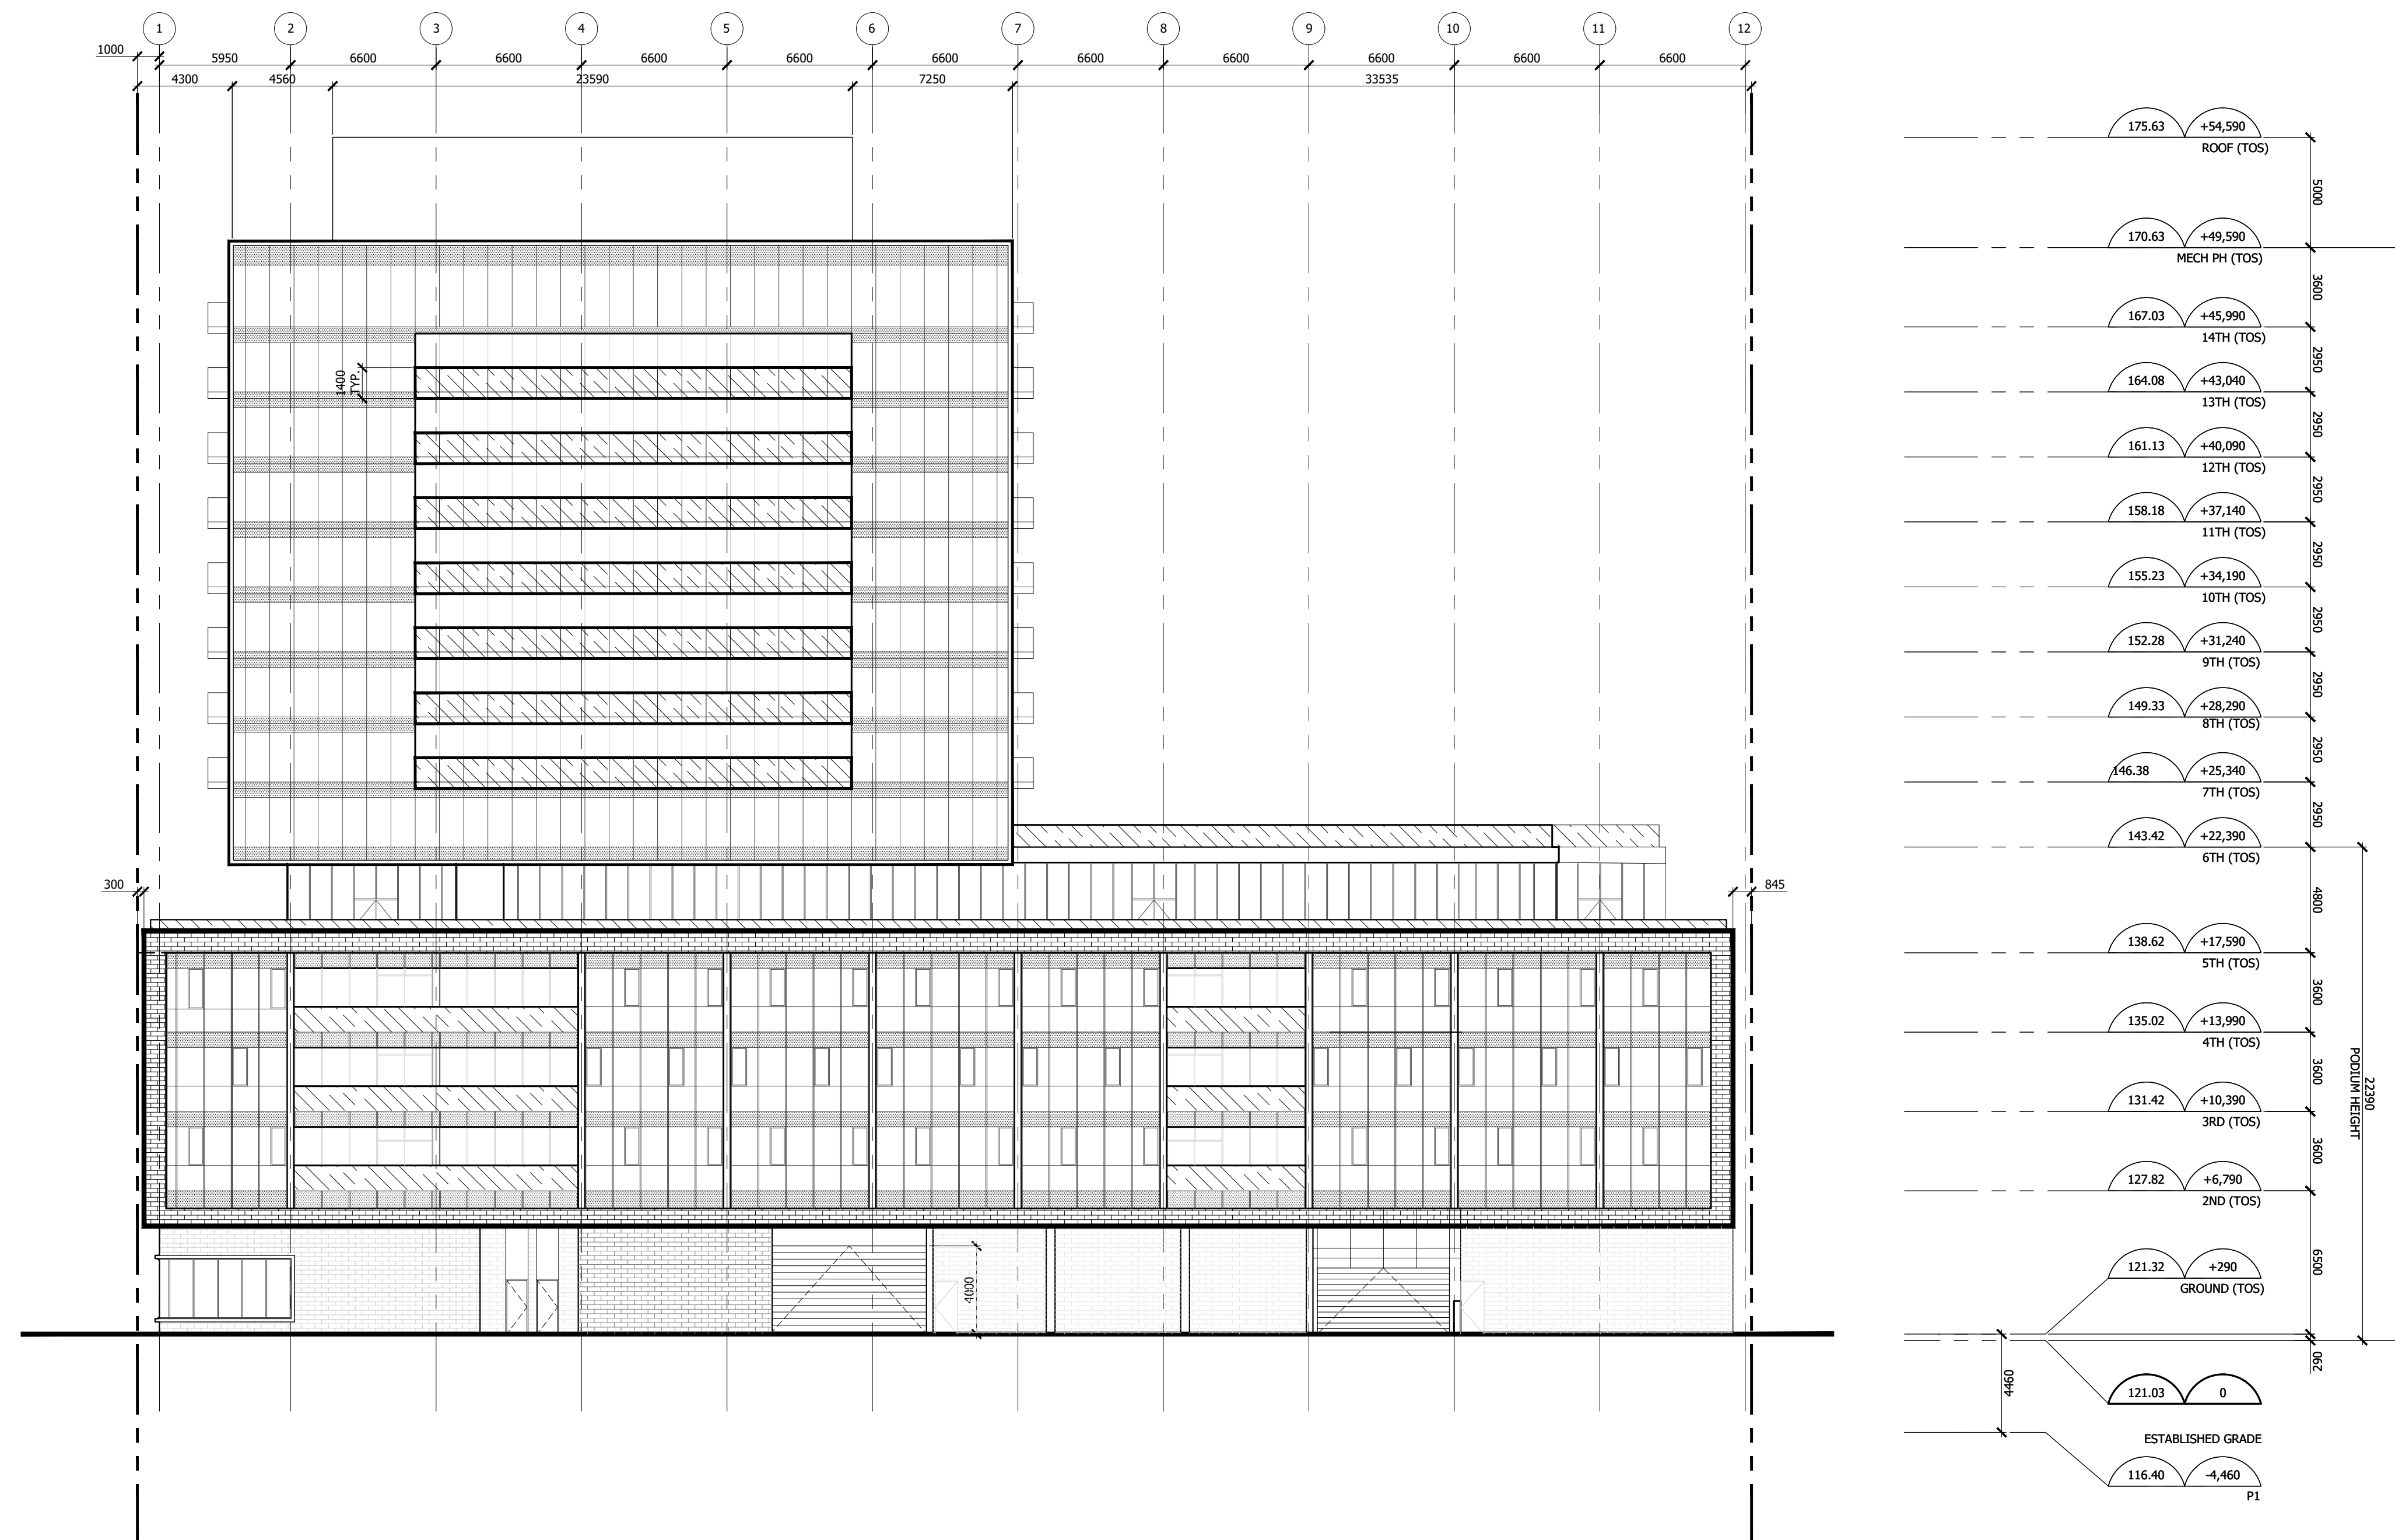 1 2 3 4 5 6 7 8 9 10 11 12
1000
5950 6600 6600 6600 6600 6600 6600 6600 6600 6600 6600
4300 4560 23590 7250 33535
175.63 +54,590
ROOF (TOS)
5000
170.63 +49,590
MECH PH (TOS)
3600
167.03 +45,990
14TH (TOS)
2950
1400
TYP.
164.08 +43,040
13TH (TOS)
2950
161.13 +40,090
12TH (TOS)
2950
158.18 +37,140
11TH (TOS)
2950
155.23 +34,190
10TH (TOS)
2950
152.28 +31,240
9TH (TOS)
2950
149.33 +28,290
8TH (TOS)
2950
146.38 +25,340
7TH (TOS)
2950
143.42 +22,390
6TH (TOS)
300
845
4800
138.62 +17,590
5TH (TOS)
3600
135.02 +13,990
4TH (TOS)
3600
22390
PODIUM HEIGHT
131.42 +10,390
3RD (TOS)
3600
127.82 +6,790
2ND (TOS)
6500
121.32 +290
GROUND (TOS)
4000
290
4460
121.03 0
ESTABLISHED GRADE
116.40 -4,460
P1